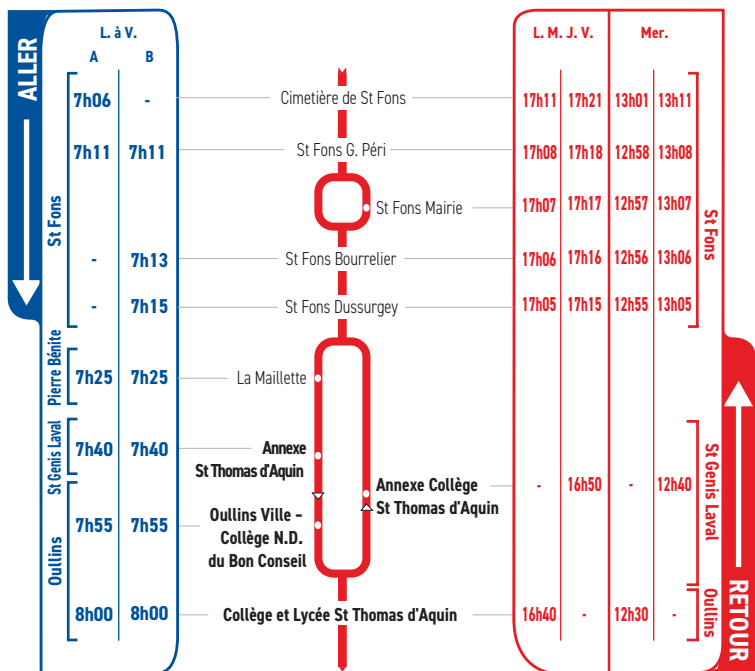 ALLER
L. à V.
A B
L. M. J. V. Mer.
7h06 - Cimetière de St Fons 17h11 17h21 13h01 13h11
7h11 7h11 St Fons G. Péri 17h08 17h18 12h58 13h08
St Fons Mairie 17h07 17h17 12h57 13h07
St Fons
St Fons
- 7h13 St Fons Bourrelier 17h06 17h16 12h56 13h06
- 7h15 St Fons Dussurgey 17h05 17h15 12h55 13h05
Pierre Bénite
7h25 7h25 La Maillette
St Genis Laval
7h40 7h40 Annexe
St Thomas d'Aquin
Annexe Collège
St Thomas d'Aquin
- 16h50 - 12h40
St Genis Laval
Oullins
7h55 7h55 Oullins Ville –
Collège N.D.
du Bon Conseil
8h00 8h00 Collège et Lycée St Thomas d'Aquin 16h40 - 12h30 -
Oullins
RETOUR